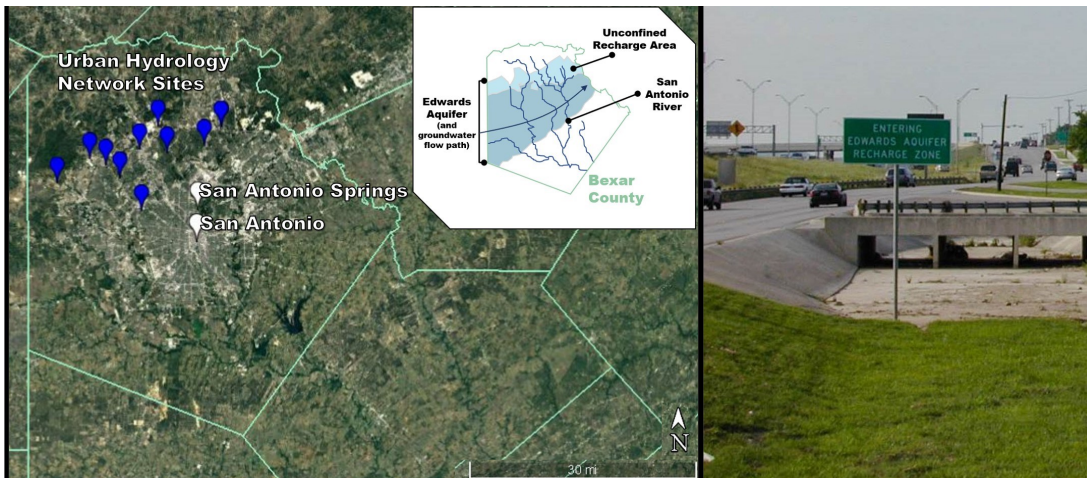 Urban Hydrology
Network Sites
San Antonio Springs
San Antonio
Unconfined
Recharge Area
San
Antonio
River
Edwards
Aquifer
(and
groundwater
flow path)
Bexar
County
N
30 mi
ENTERING
EDWARDS AQUIFER
RECHARGE ZONE